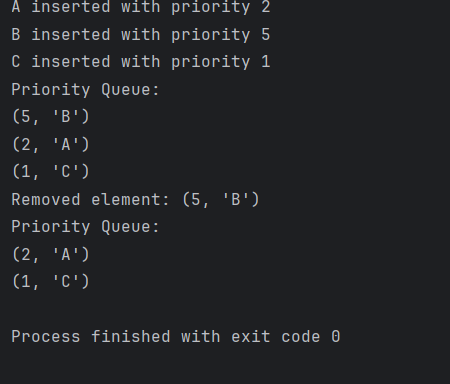 A inserted with priority 2
B inserted with priority 5
C inserted with priority 1
Priority Queue:
(5, 'B')
(2, 'A')
(1, 'C')
Removed element: (5, 'B')
Priority Queue:
(2, 'A')
(1, 'C')
Process finished with exit code 0